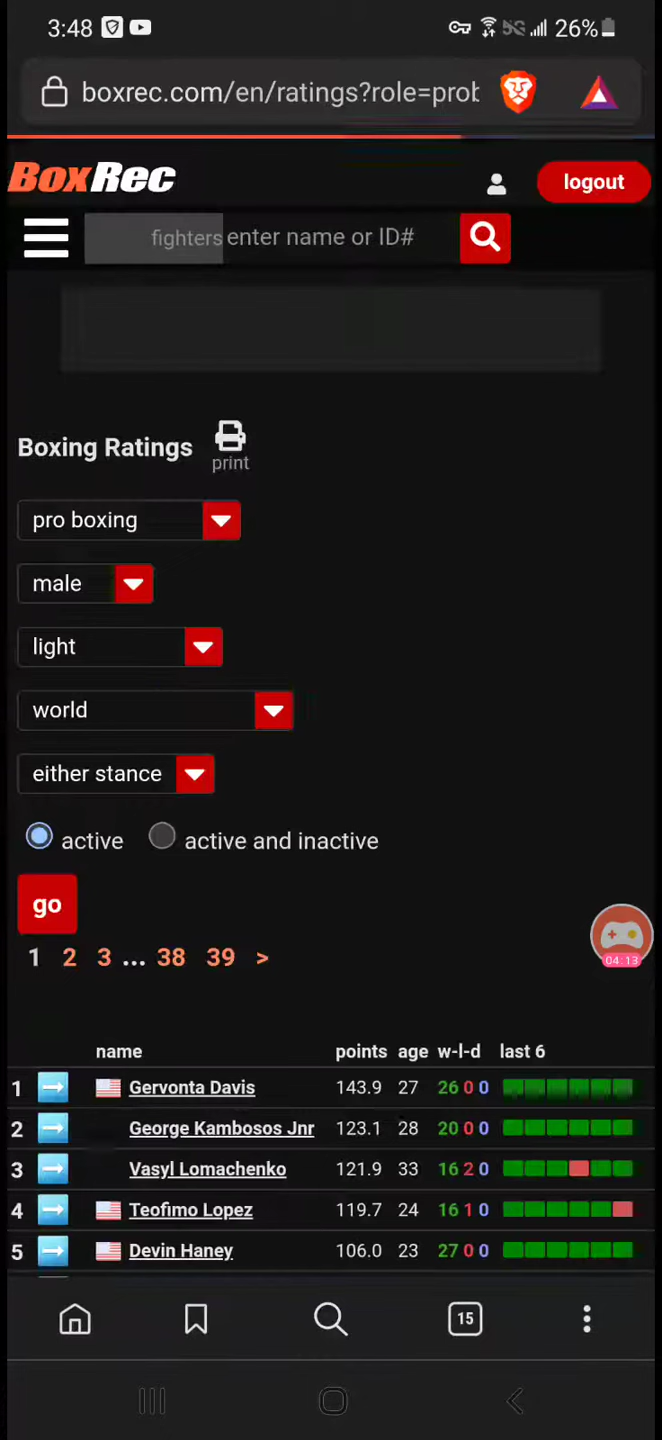 3:48 5G 26%
boxrec.com/en/ratings?role=prob
BoxRec logout
fighters enter name or ID#
Boxing Ratings print
pro boxing
male
light
world
either stance
active active and inactive
go
1 2 3 ... 38 39 >
04:13
name points age w-l-d last 6
1 Gervonta Davis 143.9 27 26 0 0
2 George Kambosos Jnr 123.1 28 20 0 0
3 Vasyl Lomachenko 121.9 33 16 2 0
4 Teofimo Lopez 119.7 24 16 1 0
5 Devin Haney 106.0 23 27 0 0
15